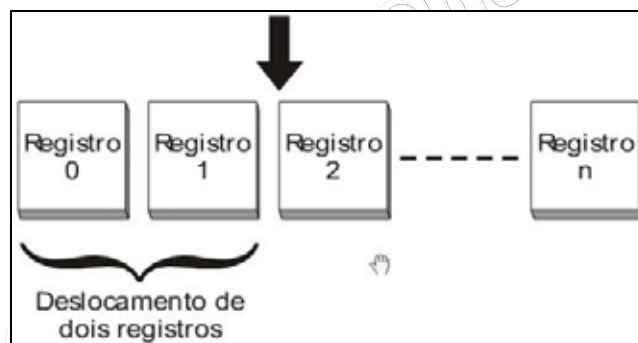 Registro
0
Registro
1
Registro
2
Registro
n
Deslocamento de
dois registros